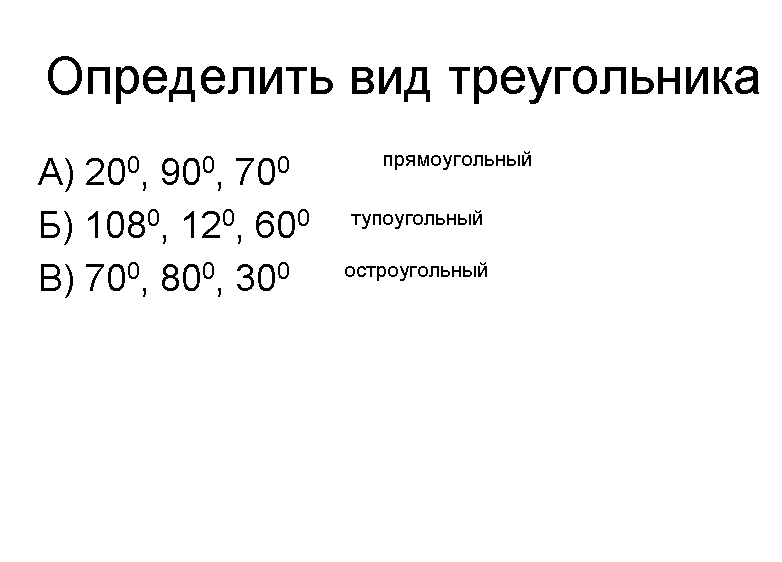 Определить вид треугольника
А) 20⁰, 90⁰, 70⁰ прямоугольный
Б) 108⁰, 12⁰, 60⁰ тупоугольный
В) 70⁰, 80⁰, 30⁰ остроугольный